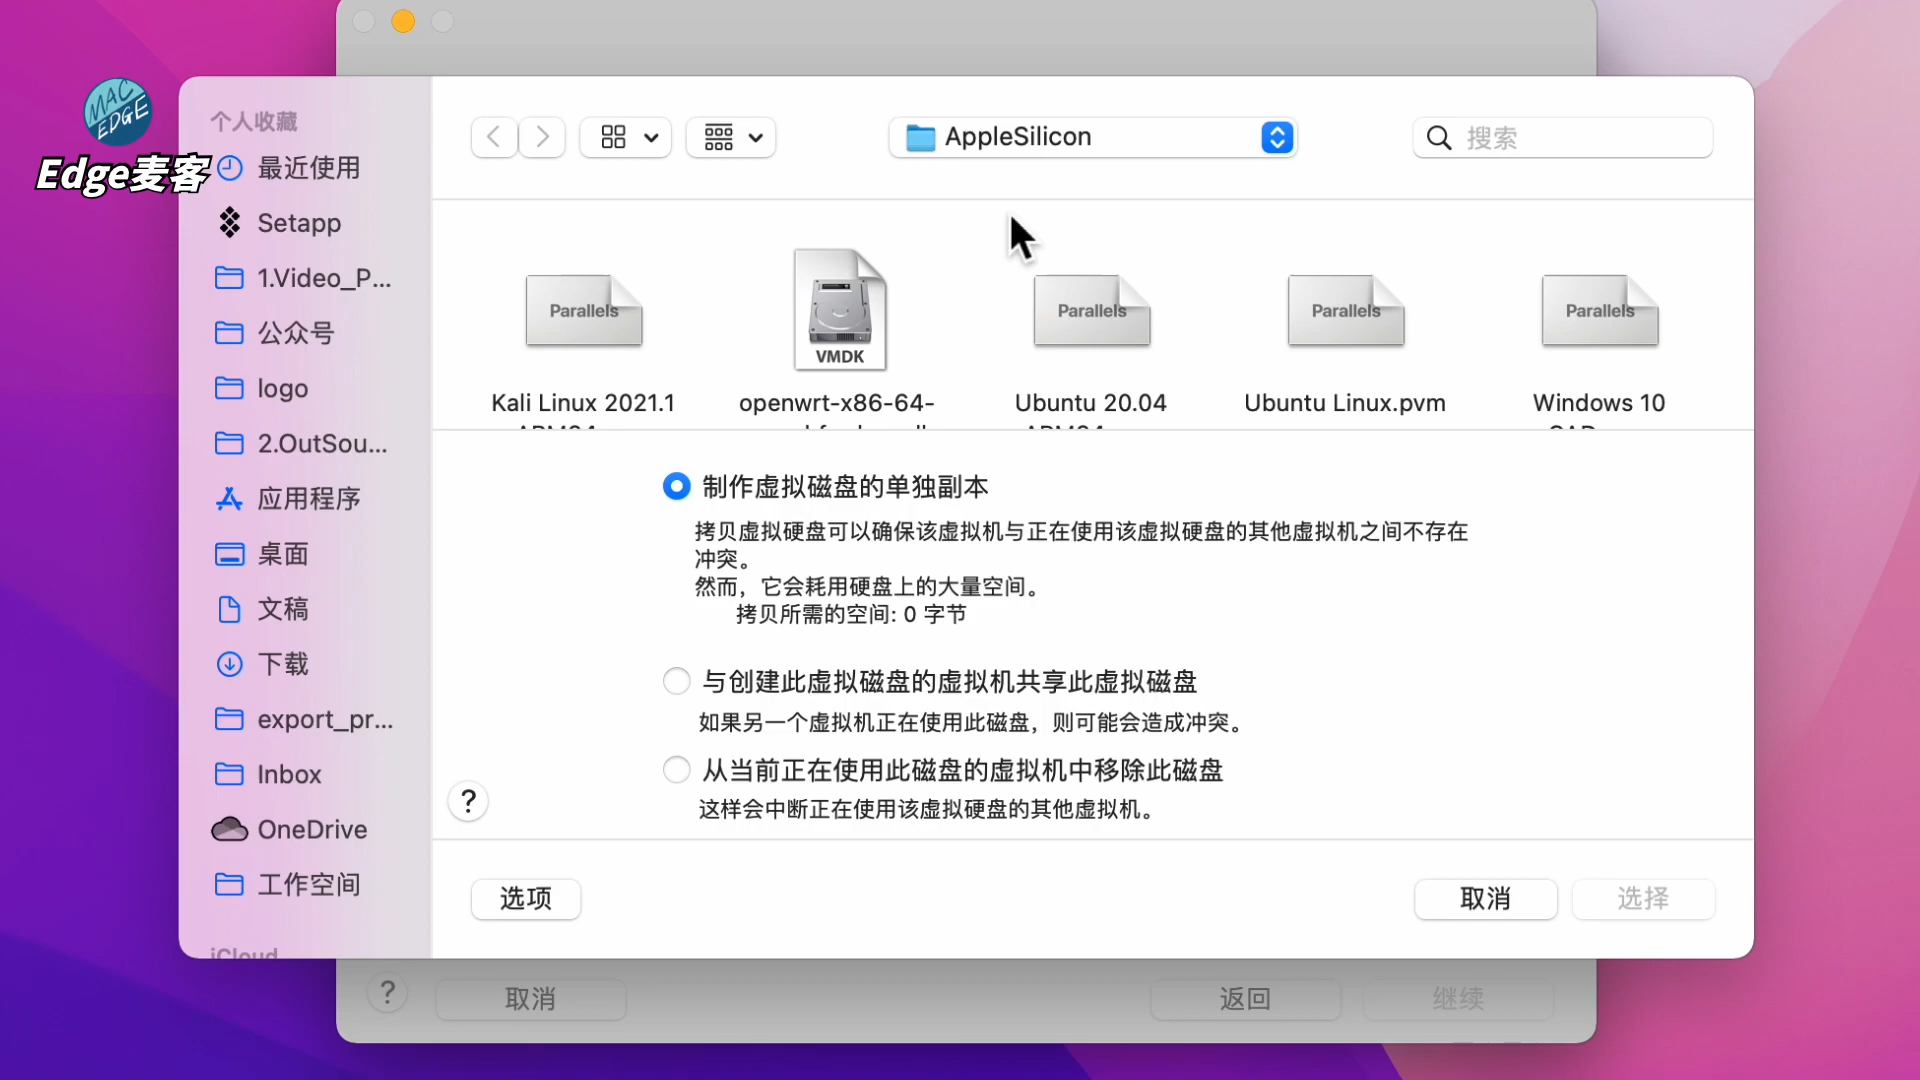 MAC
EDGE
Edge麦客
个人收藏
最近使用
Setapp
1.Video_P...
公众号
logo
2.OutSou...
应用程序
桌面
文稿
下载
export_pr...
Inbox
OneDrive
工作空间
iCloud
AppleSilicon
搜索
Parallels
VMDK
Parallels
Parallels
Parallels
Kali Linux 2021.1
openwrt-x86-64-
Ubuntu 20.04
Ubuntu Linux.pvm
Windows 10
制作虚拟磁盘的单独副本
拷贝虚拟硬盘可以确保该虚拟机与正在使用该虚拟硬盘的其他虚拟机之间不存在
冲突。
然而，它会耗用硬盘上的大量空间。
拷贝所需的空间: 0 字节
与创建此虚拟磁盘的虚拟机共享此虚拟磁盘
如果另一个虚拟机正在使用此磁盘，则可能会造成冲突。
从当前正在使用此磁盘的虚拟机中移除此磁盘
这样会中断正在使用该虚拟硬盘的其他虚拟机。
?
选项
取消
选择
?
取消
返回
继续